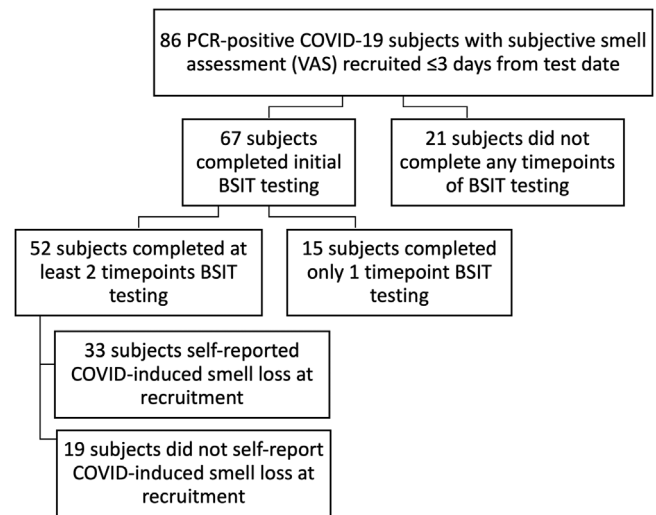 86 PCR-positive COVID-19 subjects with subjective smell
assessment (VAS) recruited ≤3 days from test date
67 subjects
completed initial
BSIT testing
21 subjects did not
complete any timepoints
of BSIT testing
52 subjects completed at
least 2 timepoints BSIT
testing
15 subjects completed
only 1 timepoint BSIT
testing
33 subjects self-reported
COVID-induced smell loss at
recruitment
19 subjects did not self-report
COVID-induced smell loss at
recruitment